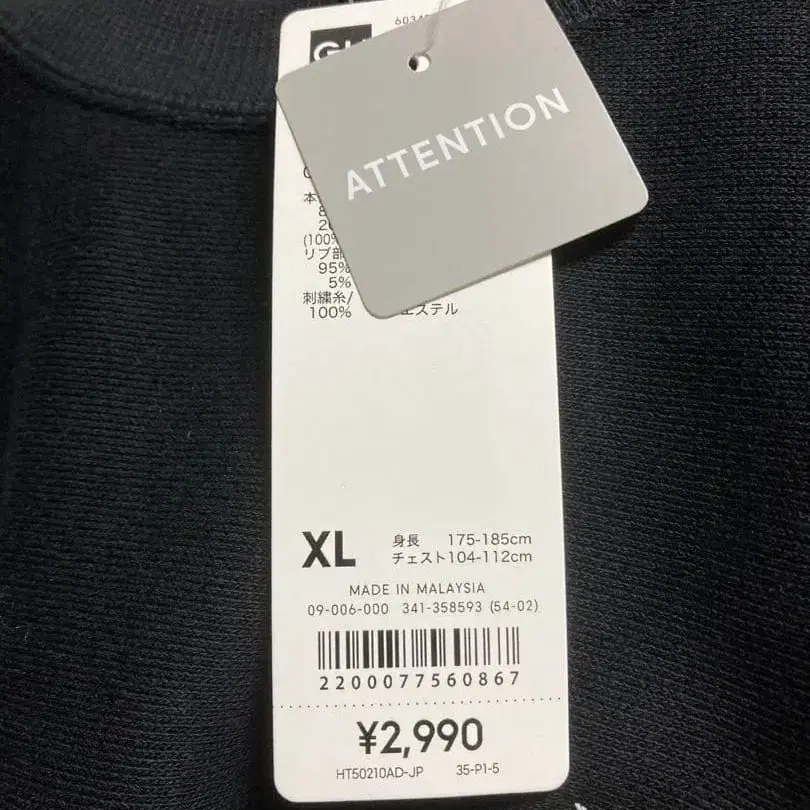 ATTENTION
(100%
リブ部
95%
5%
刺繍糸/
100% エステル
XL 身長 175-185cm
チェスト104-112cm
MADE IN MALAYSIA
09-006-000 341-358593 (54-02)
2200077560867
¥2,990
HT50210AD-JP 35-P1-5